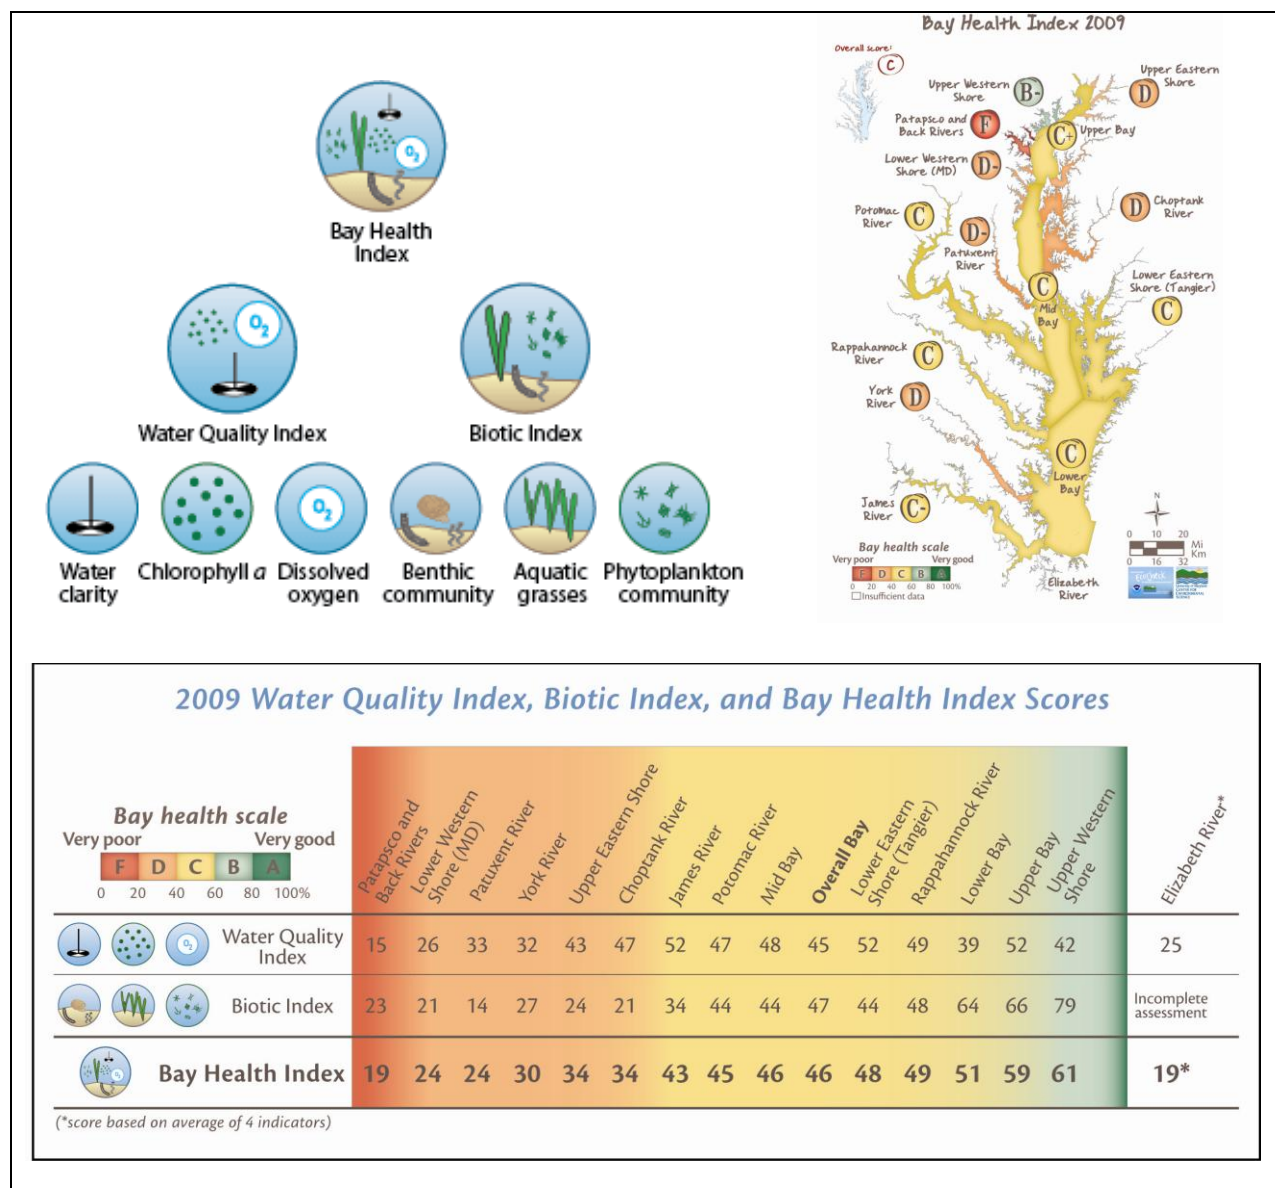 Bay Health Index 2009
Overall score:
C
Upper Western
Shore
B-
Upper Eastern
Shore
D
Patapsco and
Back Rivers
F
C+
Upper Bay
Lower Western
Shore (MD)
D-
Potomac
River
C
D-
Patuxent
River
D
Choptank
River
Lower Eastern
Shore (Tangier)
C
C
Mid
Bay
Rappahannock
River
C
York
River
D
C
Lower
Bay
James
River
C-
Elizabeth
River
N
0 10 20
Mi
Km
0 16 32
Bay health scale
Very poor Very good
F D C B A
0 20 40 60 80 100%
Insufficient data
O2
Bay Health
Index
O2
Water Quality Index
Biotic Index
O2
Water
clarity
Chlorophyll a
Dissolved
oxygen
Benthic
community
Aquatic
grasses
Phytoplankton
community
2009 Water Quality Index, Biotic Index, and Bay Health Index Scores
Bay health scale
Very poor Very good
F D C B A
0 20 40 60 80 100%
Patapsco and
Back Rivers
Lower Western
Shore (MD)
Patuxent River
York River
Upper Eastern Shore
Choptank River
James River
Potomac River
Mid Bay
Overall Bay
Lower Eastern
Shore (Tangier)
Rappahannock River
Lower Bay
Upper Bay
Upper Western
Shore
Elizabeth River*
O2
Water Quality
Index
15 26 33 32 43 47 52 47 48 45 52 49 39 52 42 25
Biotic Index 23 21 14 27 24 21 34 44 44 47 44 48 64 66 79
Incomplete
assessment
Bay Health Index 19 24 24 30 34 34 43 45 46 46 48 49 51 59 61 19*
(*score based on average of 4 indicators)